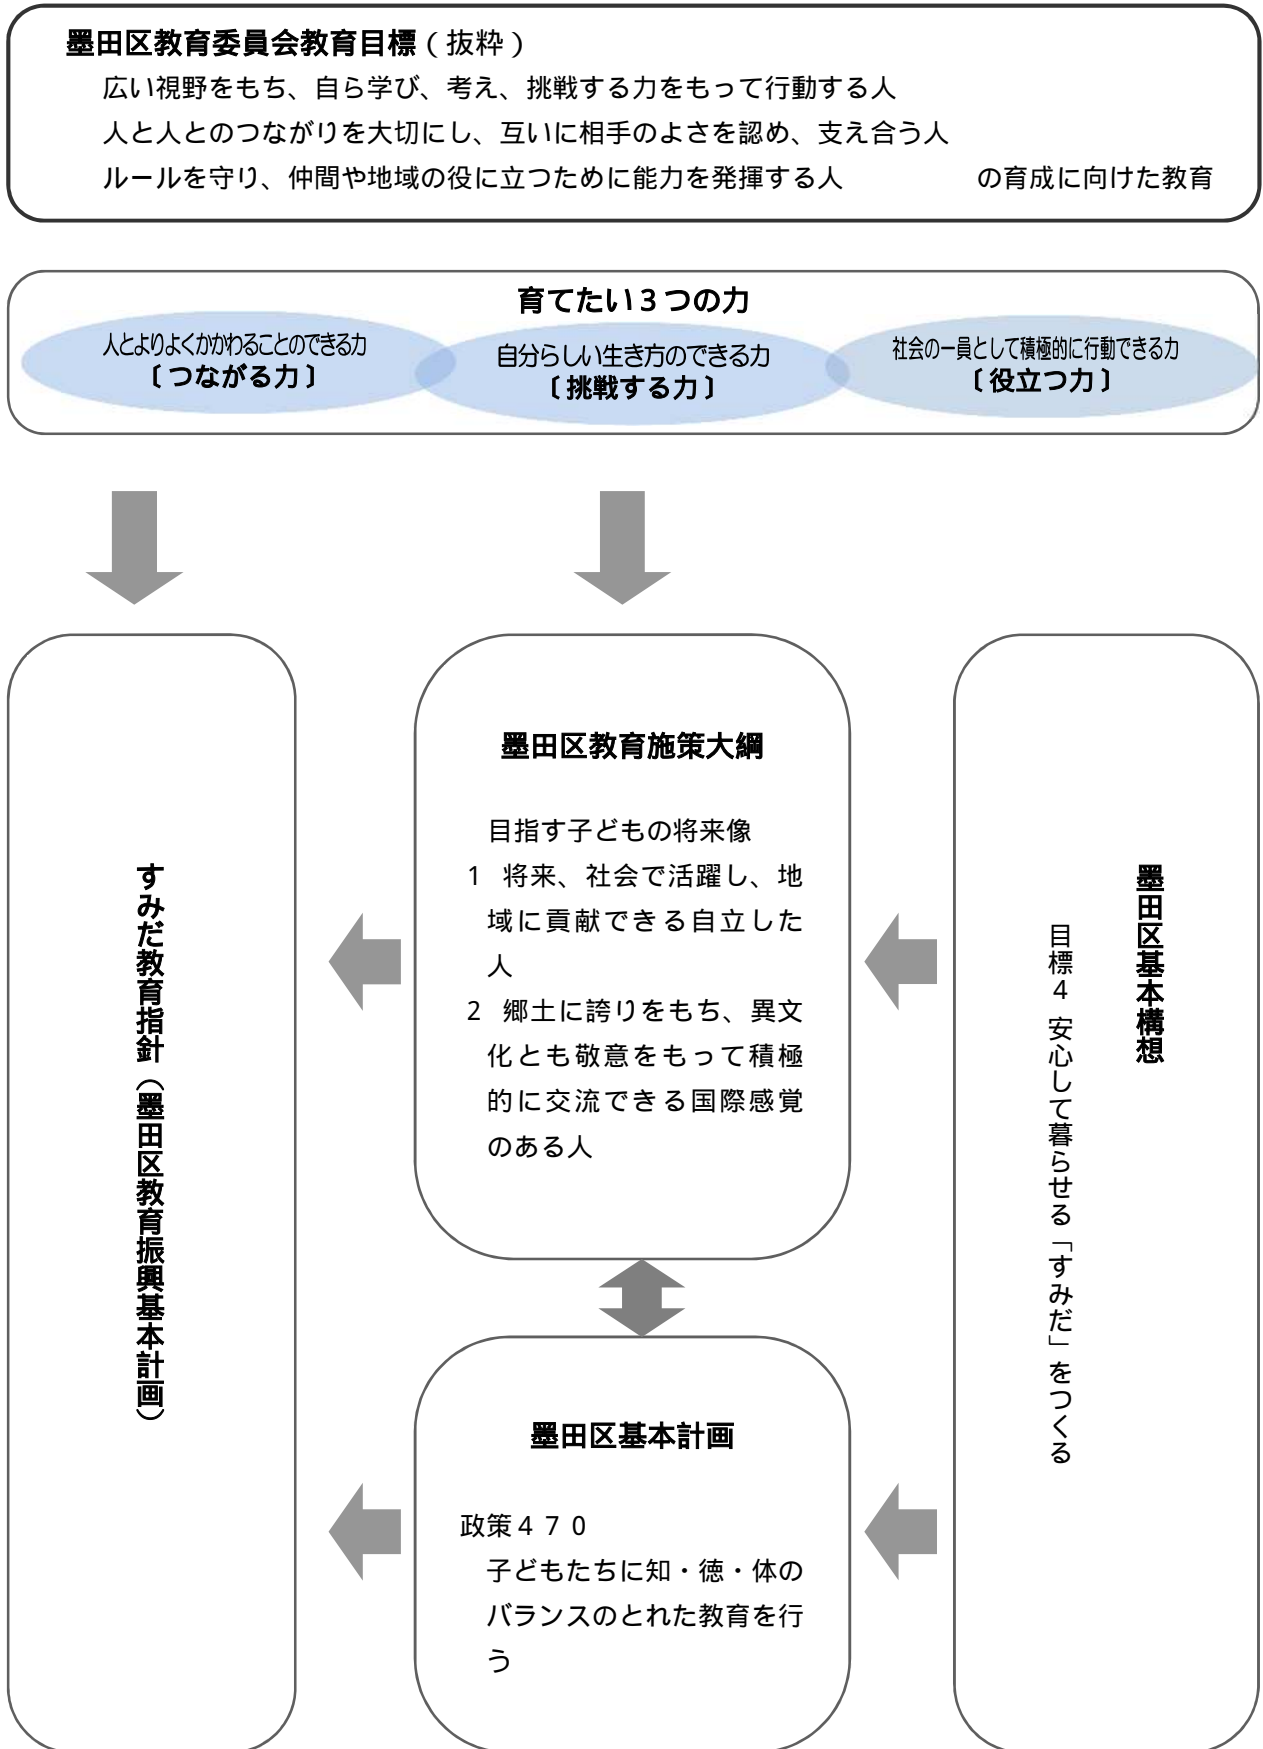 墨田区教育委員会教育目標(抜粋)
広い視野をもち、自ら学び、考え、挑戦する力をもって行動する人
人と人とのつながりを大切にし、互いに相手のよさを認め、支え合う人
ルールを守り、仲間や地域の役に立つために能力を発揮する人　の育成に向けた教育
育てたい３つの力
人とよりよくかかわることのできる力
〔つながる力〕
自分らしい生き方のできる力
〔挑戦する力〕
社会の一員として積極的に行動できる力
〔役立つ力〕
すみだ教育指針（墨田区教育振興基本計画）
墨田区教育施策大綱
目指す子どもの将来像
1 将来、社会で活躍し、地
域に貢献できる自立した
人
2 郷土に誇りをもち、異文
化とも敬意をもって積極
的に交流できる国際感覚
のある人
墨田区基本計画
政策４７０
子どもたちに知・徳・体の
バランスのとれた教育を行
う
墨田区基本構想
目標４ 安心して暮らせる「すみだ」をつくる